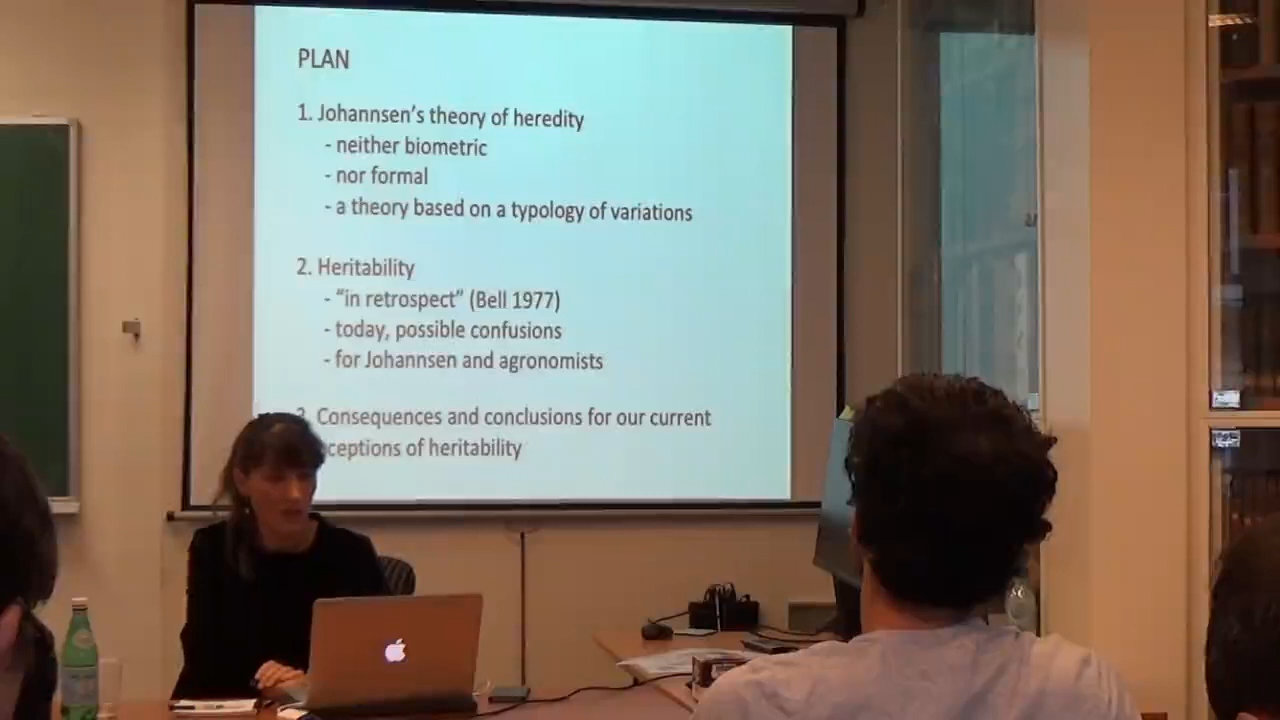 PLAN
1. Johannsen's theory of heredity
- neither biometric
- nor formal
- a theory based on a typology of variations
2. Heritability
- "in retrospect" (Bell 1977)
- today, possible confusions
- for Johannsen and agronomists
3. Consequences and conclusions for our current
ceptions of heritability